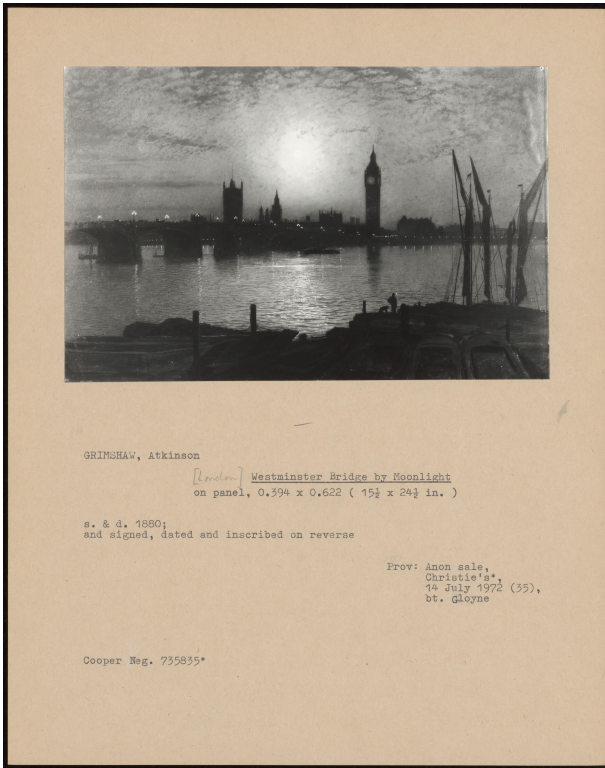 GRIMSHAW, Atkinson
[London] Westminster Bridge by Moonlight
on panel, 0.394 x 0.622 ( 15½ x 24½ in. )
s. & d. 1880;
and signed, dated and inscribed on reverse
Prov: Anon sale,
Christie's*,
14 July 1972 (35),
bt. Gloyne
Cooper Neg. 735835*